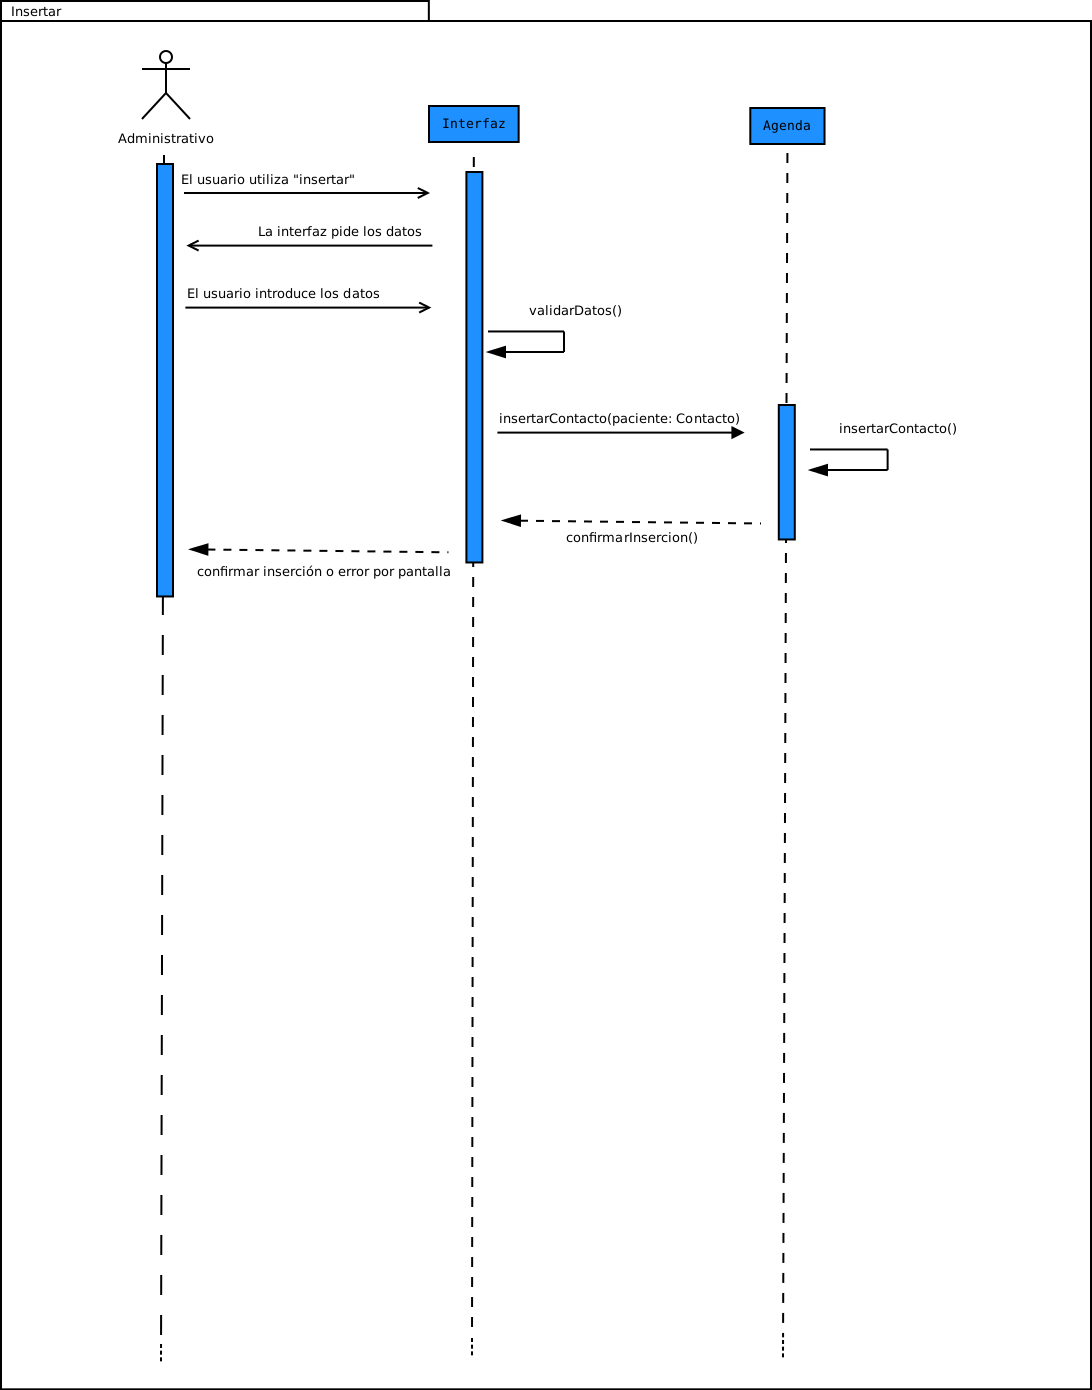 Insertar
Administrativo
Interfaz
Agenda
El usuario utiliza "insertar"
La interfaz pide los datos
El usuario introduce los datos
validarDatos()
insertarContacto(paciente: Contacto)
insertarContacto()
confirmarInsercion()
confirmar inserción o error por pantalla